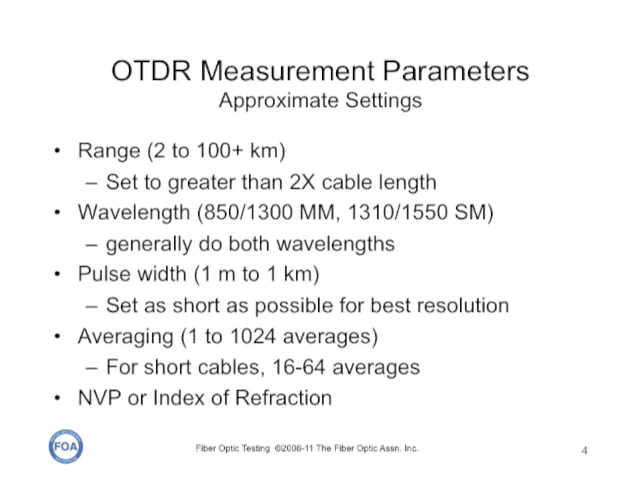 OTDR Measurement Parameters
Approximate Settings
• Range (2 to 100+ km)
– Set to greater than 2X cable length
• Wavelength (850/1300 MM, 1310/1550 SM)
– generally do both wavelengths
• Pulse width (1 m to 1 km)
– Set as short as possible for best resolution
• Averaging (1 to 1024 averages)
– For short cables, 16-64 averages
• NVP or Index of Refraction
FOA
Fiber Optic Testing ©2006-11 The Fiber Optic Assn. Inc.
4